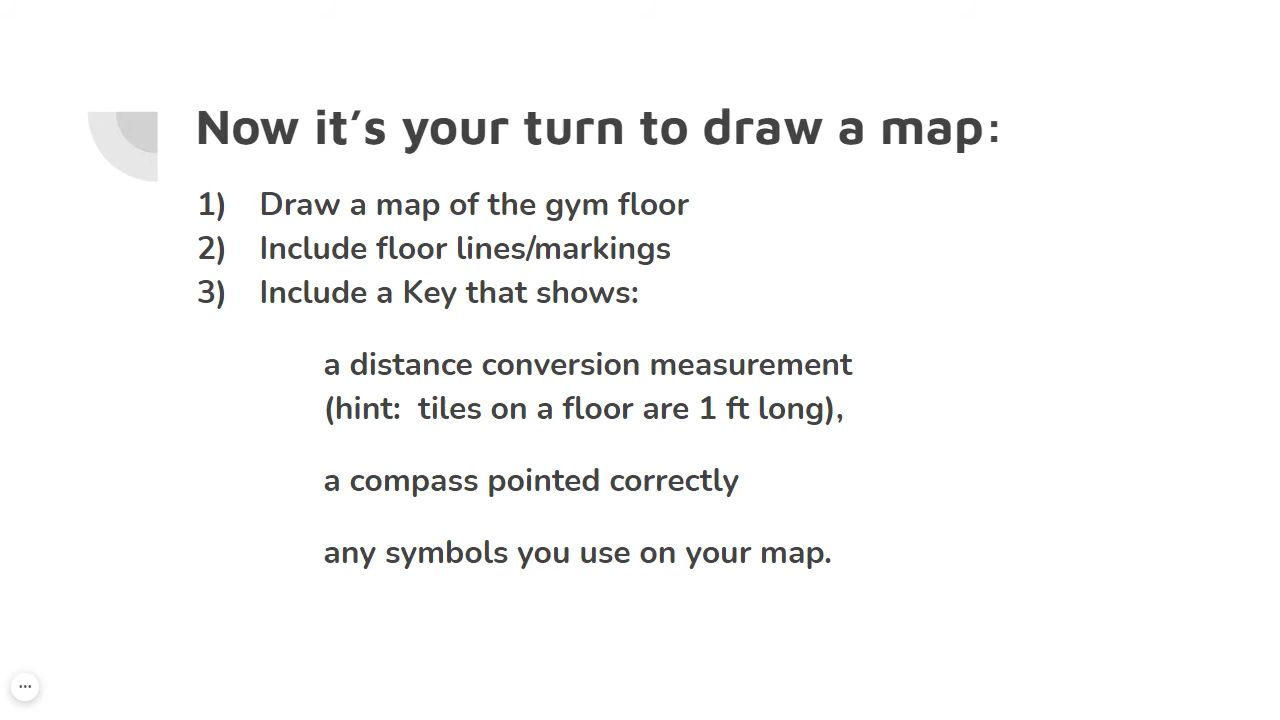 Now it’s your turn to draw a map:
1) Draw a map of the gym floor
2) Include floor lines/markings
3) Include a Key that shows:
a distance conversion measurement
(hint:  tiles on a floor are 1 ft long),
a compass pointed correctly
any symbols you use on your map.